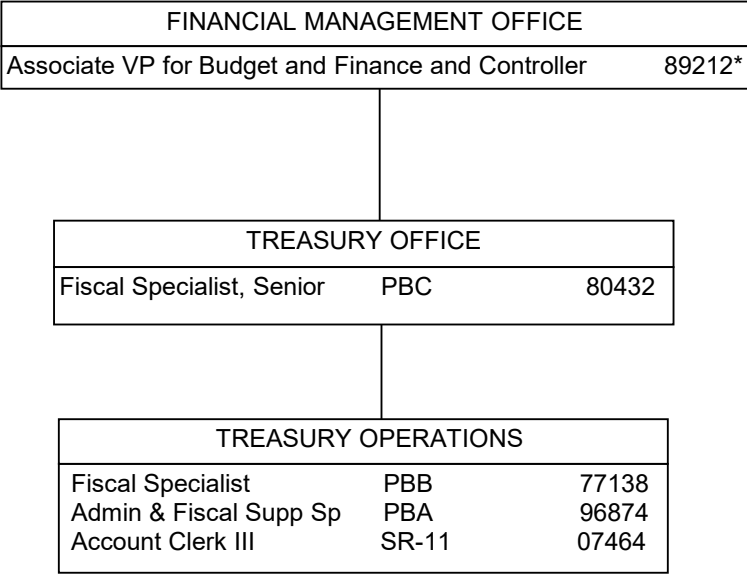 FINANCIAL MANAGEMENT OFFICE
Associate VP for Budget and Finance and Controller 89212*
TREASURY OFFICE
Fiscal Specialist, Senior PBC 80432
TREASURY OPERATIONS
Fiscal Specialist PBB 77138
Admin & Fiscal Supp Sp PBA 96874
Account Clerk III SR-11 07464